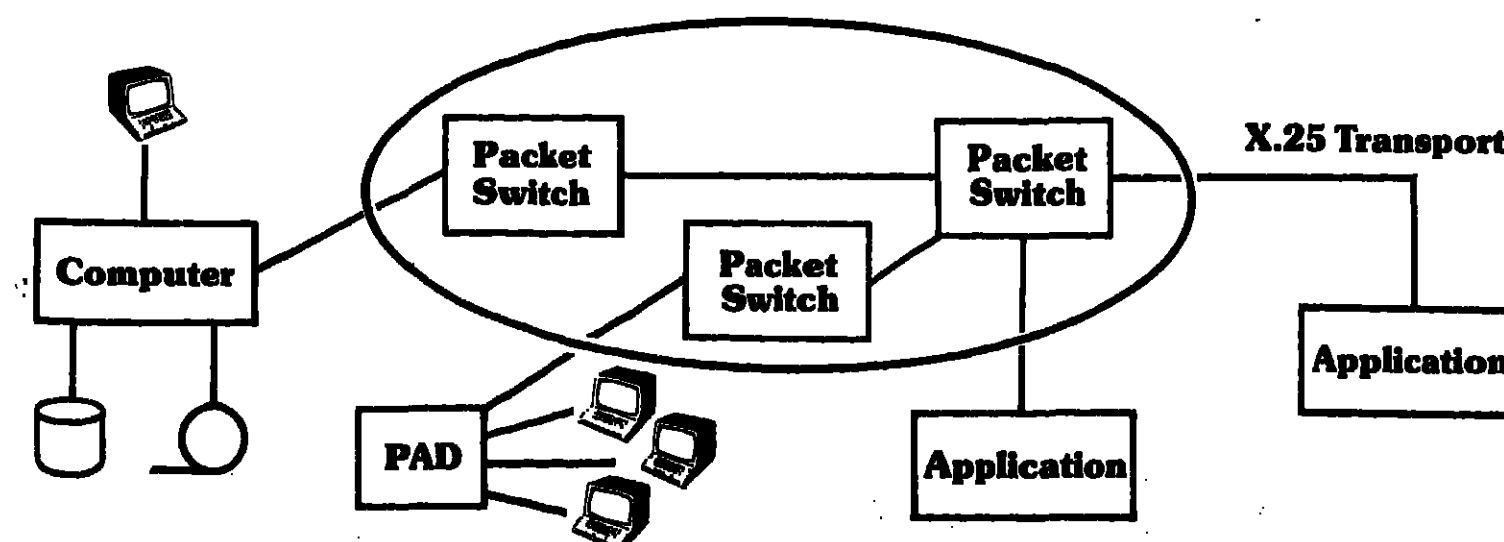 Packet
Switch
Packet
Switch
X.25 Transport
Computer
Packet
Switch
Application
PAD
Application